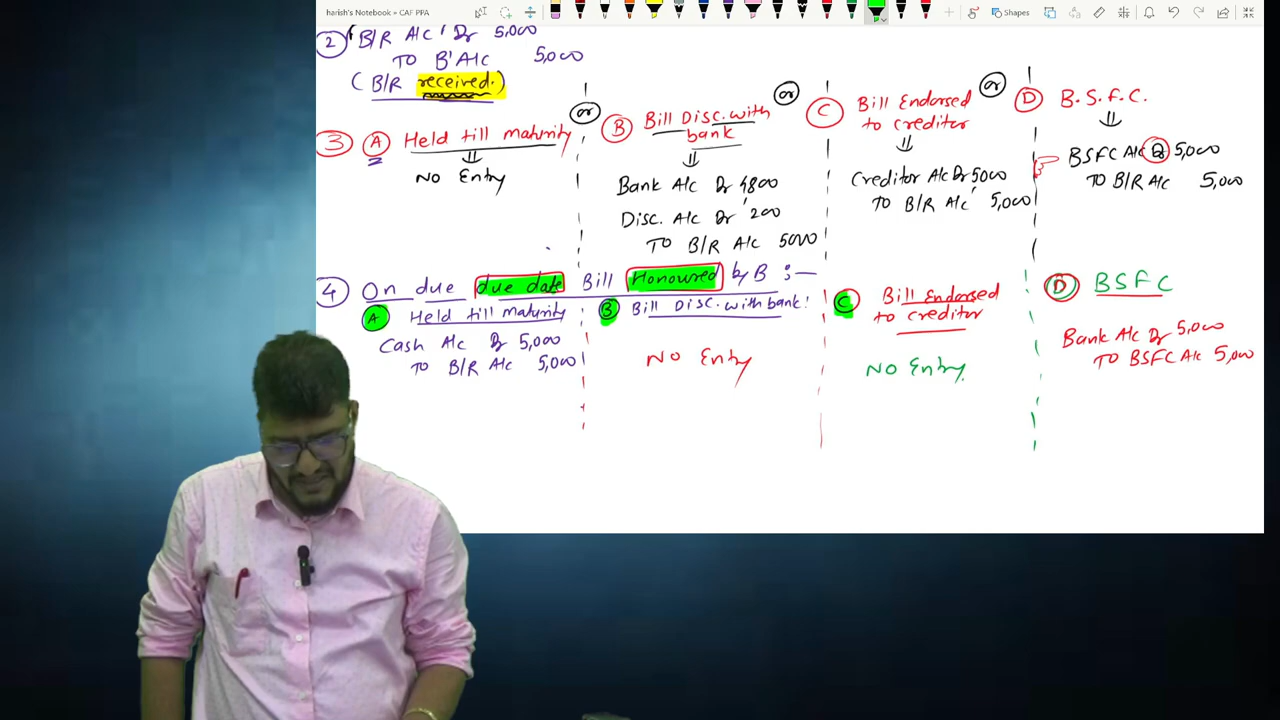 harish's Notebook » CAF PPA
Shapes
2 B/R A/c Dr 5,000
TO B' A/c 5,000
( B/R received. )
3 A Held till maturity
NO Entry
or
B Bill Disc. with
bank
Bank A/c Dr 4800
Disc. A/c Dr 200
TO B/R A/c 5000
or
C Bill Endorsed
to creditor
Creditor A/c Dr 5000
TO B/R A/c 5,000
or
D B.S.F.C.
BSFC A/c Dr 5,000
TO B/R A/c 5,000
4 On due due date Bill Honoured by B :—
A Held till maturity
Cash A/c Dr 5,000
TO B/R A/c 5,000
B Bill Disc. with bank:
NO Entry
C Bill Endorsed
to creditor
NO Entry.
D BSFC
Bank A/c Dr 5,000
TO BSFC A/c 5,000